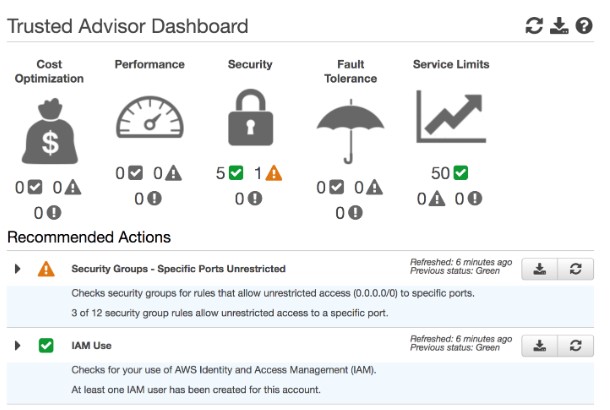 Trusted Advisor Dashboard
Cost Optimization
Performance
Security
Fault Tolerance
Service Limits
$
0 0
0
0 0
0
5 1
0
0 0
0
50
0 0
Recommended Actions
Security Groups - Specific Ports Unrestricted
Refreshed: 6 minutes ago
Previous status: Green
Checks security groups for rules that allow unrestricted access (0.0.0.0/0) to specific ports.
3 of 12 security group rules allow unrestricted access to a specific port.
IAM Use
Refreshed: 6 minutes ago
Previous status: Green
Checks for your use of AWS Identity and Access Management (IAM).
At least one IAM user has been created for this account.